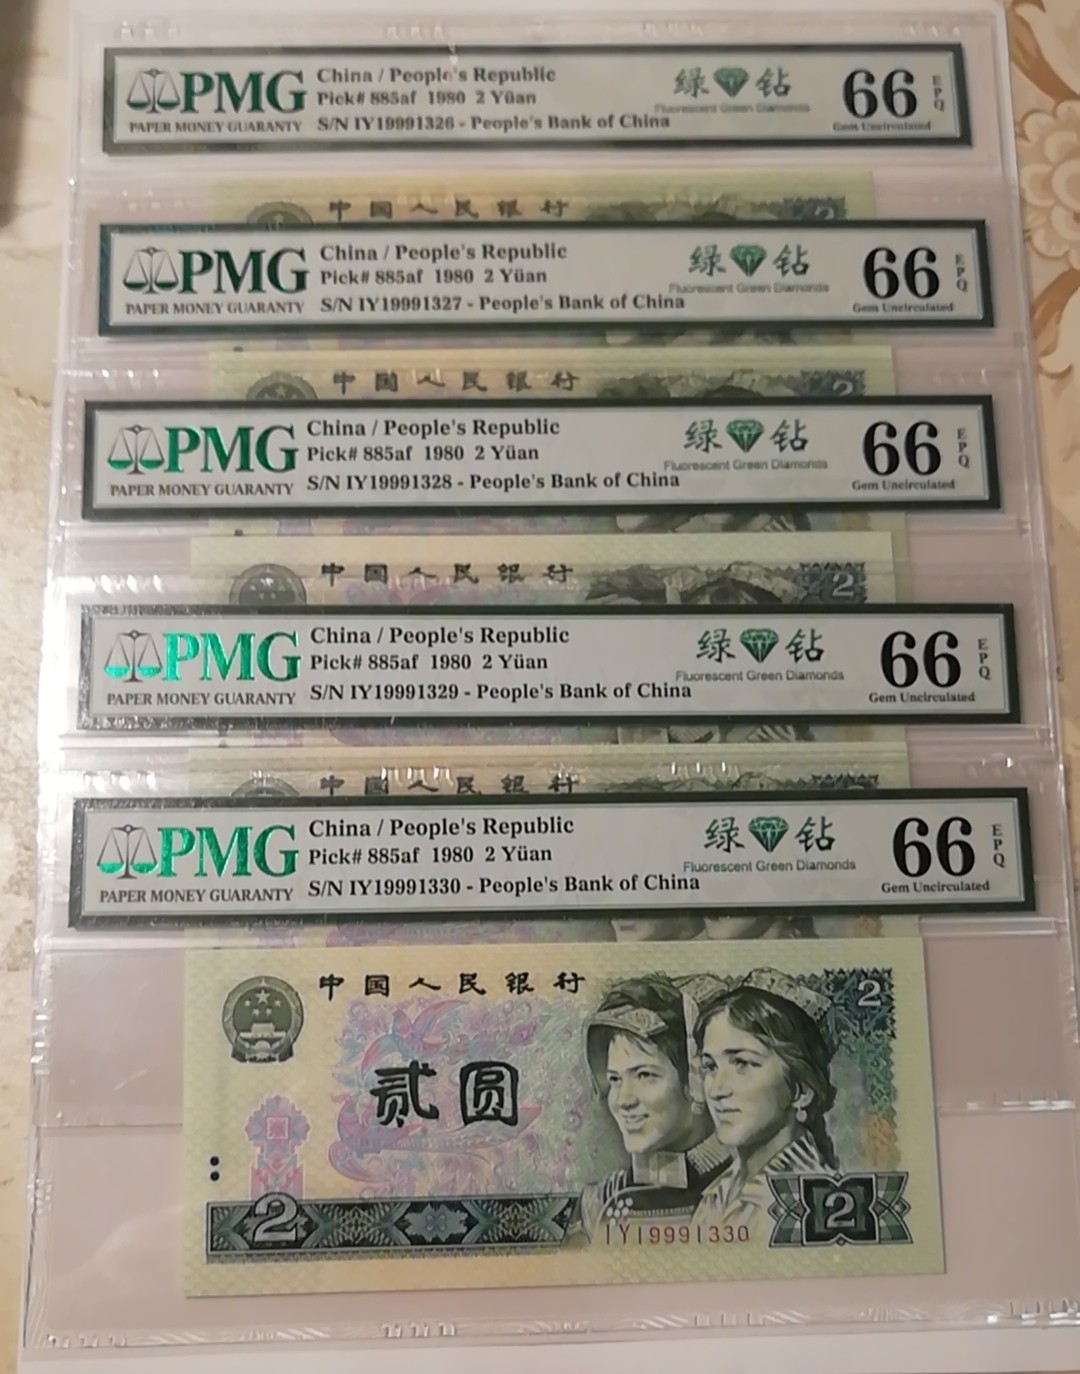 PMG
PAPER MONEY GUARANTY
China / People's Republic
Pick# 885af 1980 2 Yüan
S/N IY19991326 - People's Bank of China
绿 钻
Fluorescent Green Diamonds
66
EPQ
Gem Uncirculated
中国人民银行
2
PMG
PAPER MONEY GUARANTY
China / People's Republic
Pick# 885af 1980 2 Yüan
S/N IY19991327 - People's Bank of China
绿 钻
Fluorescent Green Diamonds
66
EPQ
Gem Uncirculated
中国人民银行
2
PMG
PAPER MONEY GUARANTY
China / People's Republic
Pick# 885af 1980 2 Yüan
S/N IY19991328 - People's Bank of China
绿 钻
Fluorescent Green Diamonds
66
EPQ
Gem Uncirculated
中国人民银行
2
PMG
PAPER MONEY GUARANTY
China / People's Republic
Pick# 885af 1980 2 Yüan
S/N IY19991329 - People's Bank of China
绿 钻
Fluorescent Green Diamonds
66
EPQ
Gem Uncirculated
中国人民银行
PMG
PAPER MONEY GUARANTY
China / People's Republic
Pick# 885af 1980 2 Yüan
S/N IY19991330 - People's Bank of China
绿 钻
Fluorescent Green Diamonds
66
EPQ
Gem Uncirculated
中国人民银行
2
贰圆
2
IY19991330
2